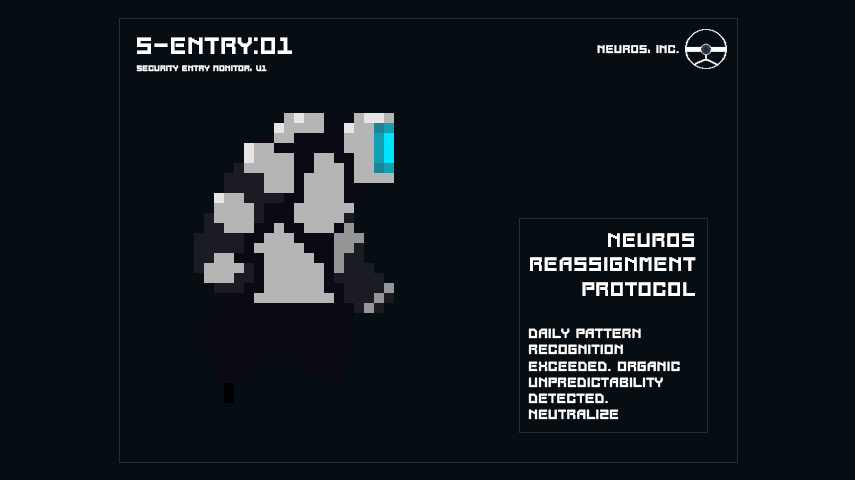 S-ENTRY:01
SECURITY ENTRY MONITOR. V1
NEUROS, INC.
NEUROS
REASSIGNMENT
PROTOCOL
DAILY PATTERN
RECOGNITION
EXCEEDED. ORGANIC
UNPREDICTABILITY
DETECTED.
NEUTRALIZE